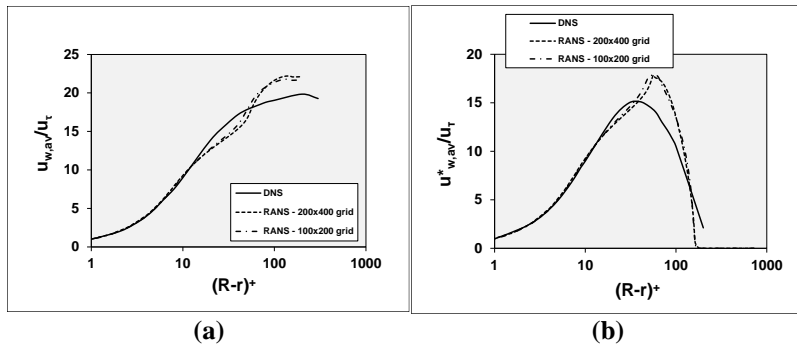 25
20
15
10
5
0
1
10
100
1000
u_w,av/u_τ
(R-r)⁺
DNS
RANS - 200x400 grid
RANS - 100x200 grid
(a)
DNS
RANS - 200x400 grid
RANS - 100x200 grid
20
15
10
5
0
1
10
100
1000
u*_w,av/u_τ
(R-r)⁺
(b)